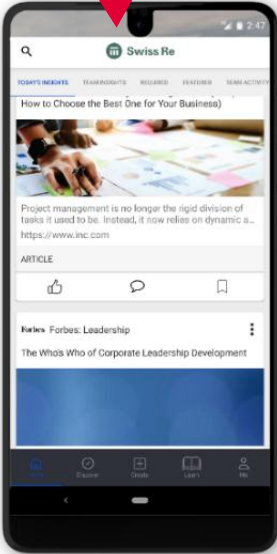 2:47
Swiss Re
TODAY'S INSIGHTS TEAM INSIGHTS REQUIRED FEATURED TEAM ACTIVITY
How to Choose the Best One for Your Business)
Project management is no longer the rigid division of
tasks it used to be. Instead, it now relies on dynamic a...
https://www.inc.com
ARTICLE
Forbes Forbes: Leadership
The Who's Who of Corporate Leadership Development
Home Discover Create Learn Me